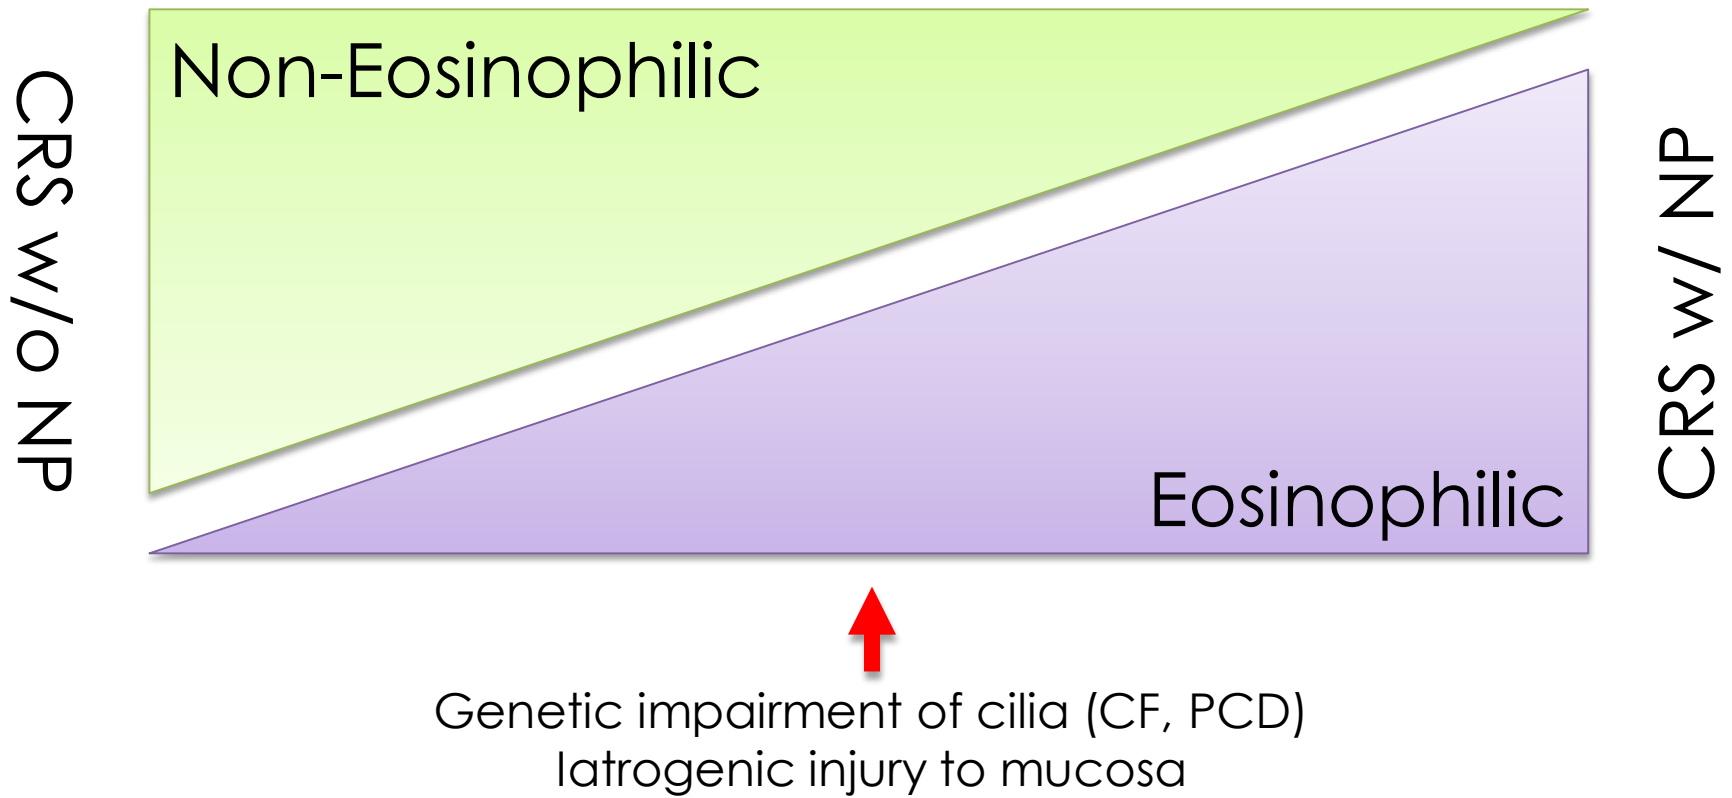 Non-Eosinophilic
CRS w/o NP
CRS w/ NP
Eosinophilic
Genetic impairment of cilia (CF, PCD)
Iatrogenic injury to mucosa